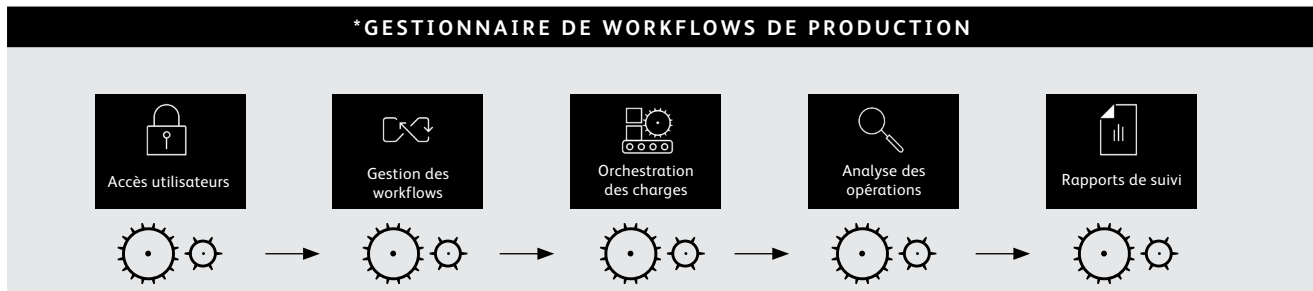 *GESTIONNAIRE DE WORKFLOWS DE PRODUCTION
Accès utilisateurs
Gestion des
workflows
Orchestration
des charges
Analyse des
opérations
Rapports de suivi